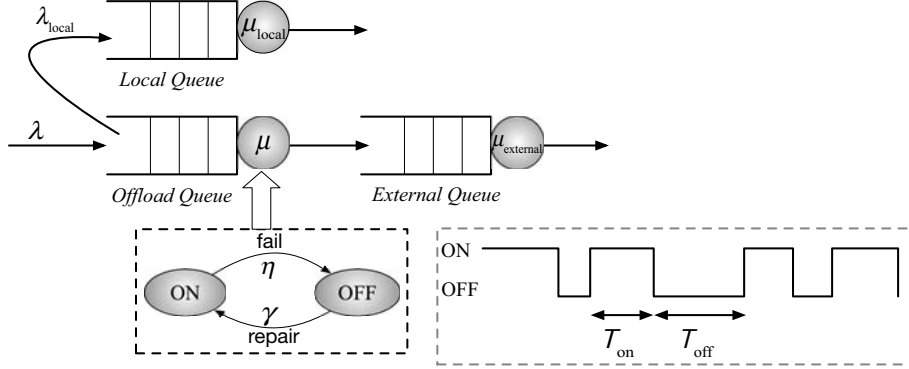 λlocal
μlocal
Local Queue
λ
μ
μexternal
Offload Queue
External Queue
fail
η
ON
OFF
γ
repair
ON
OFF
Ton
Toff